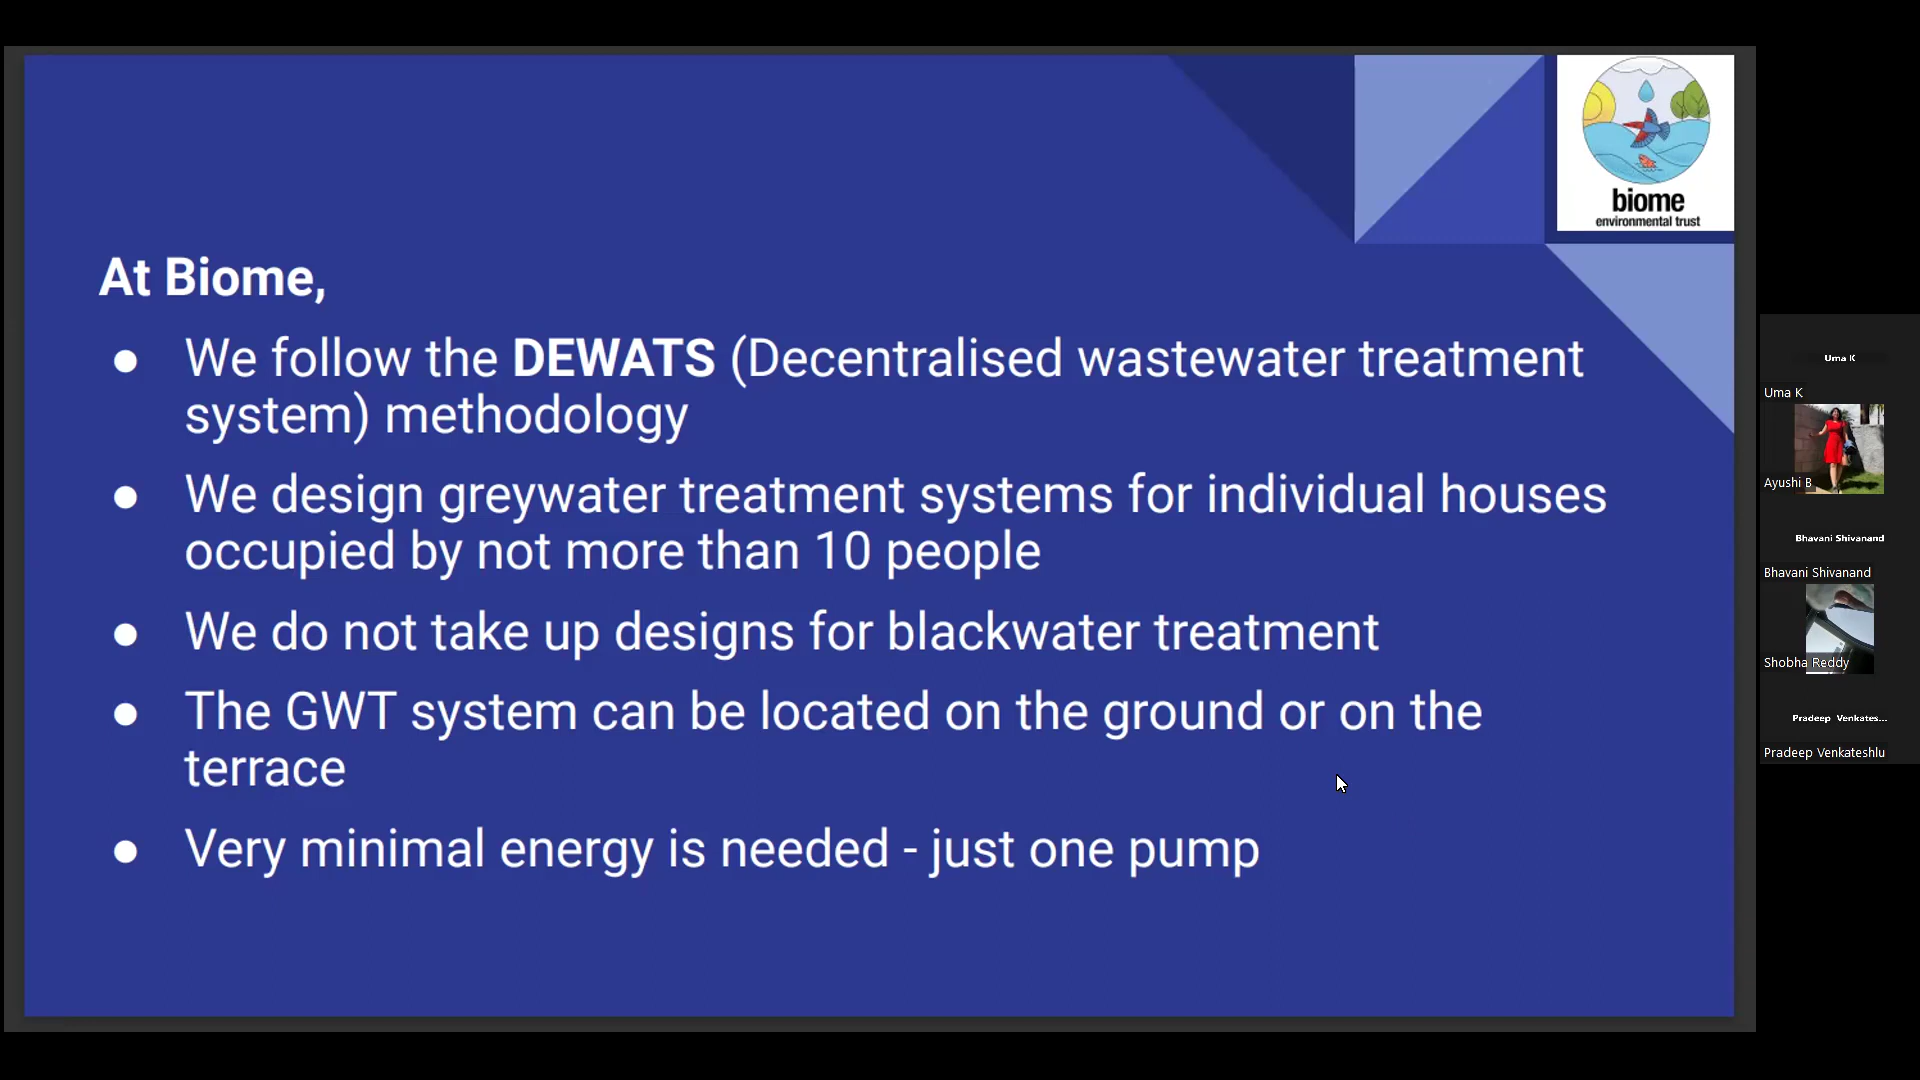 biome
environmental trust
At Biome,
● We follow the DEWATS (Decentralised wastewater treatment
system) methodology
● We design greywater treatment systems for individual houses
occupied by not more than 10 people
● We do not take up designs for blackwater treatment
● The GWT system can be located on the ground or on the
terrace
● Very minimal energy is needed - just one pump
Uma K
Uma K
Ayushi B
Bhavani Shivanand
Bhavani Shivanand
Shobha Reddy
Pradeep Venkates...
Pradeep Venkateshlu